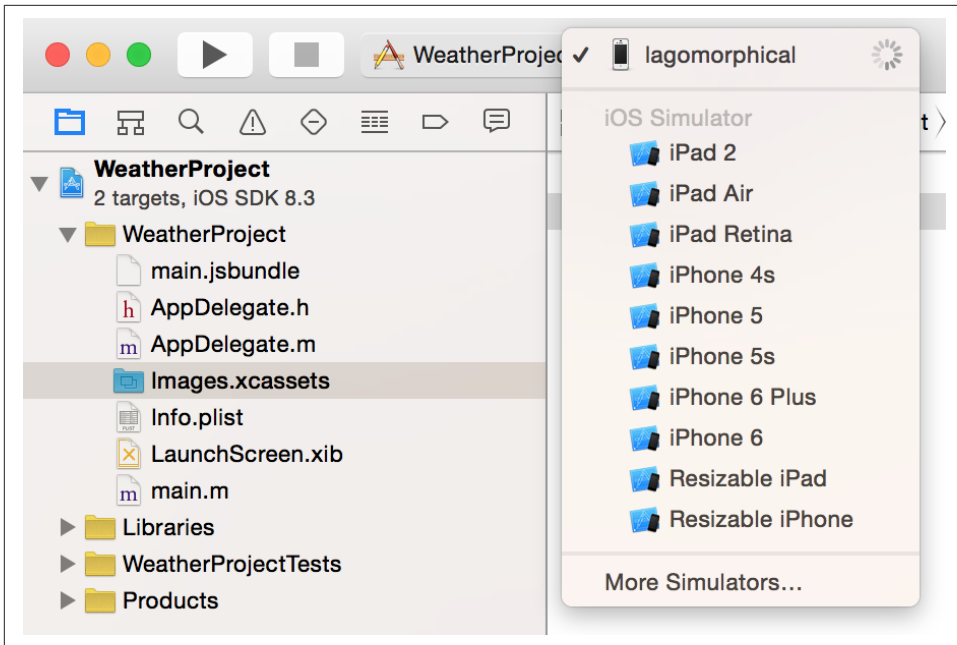 WeatherProjec
lagomorphical
iOS Simulator
t
iPad 2
iPad Air
iPad Retina
iPhone 4s
iPhone 5
iPhone 5s
iPhone 6 Plus
iPhone 6
Resizable iPad
Resizable iPhone
More Simulators...
WeatherProject
2 targets, iOS SDK 8.3
WeatherProject
main.jsbundle
h AppDelegate.h
m AppDelegate.m
Images.xcassets
PLIST Info.plist
LaunchScreen.xib
m main.m
Libraries
WeatherProjectTests
Products